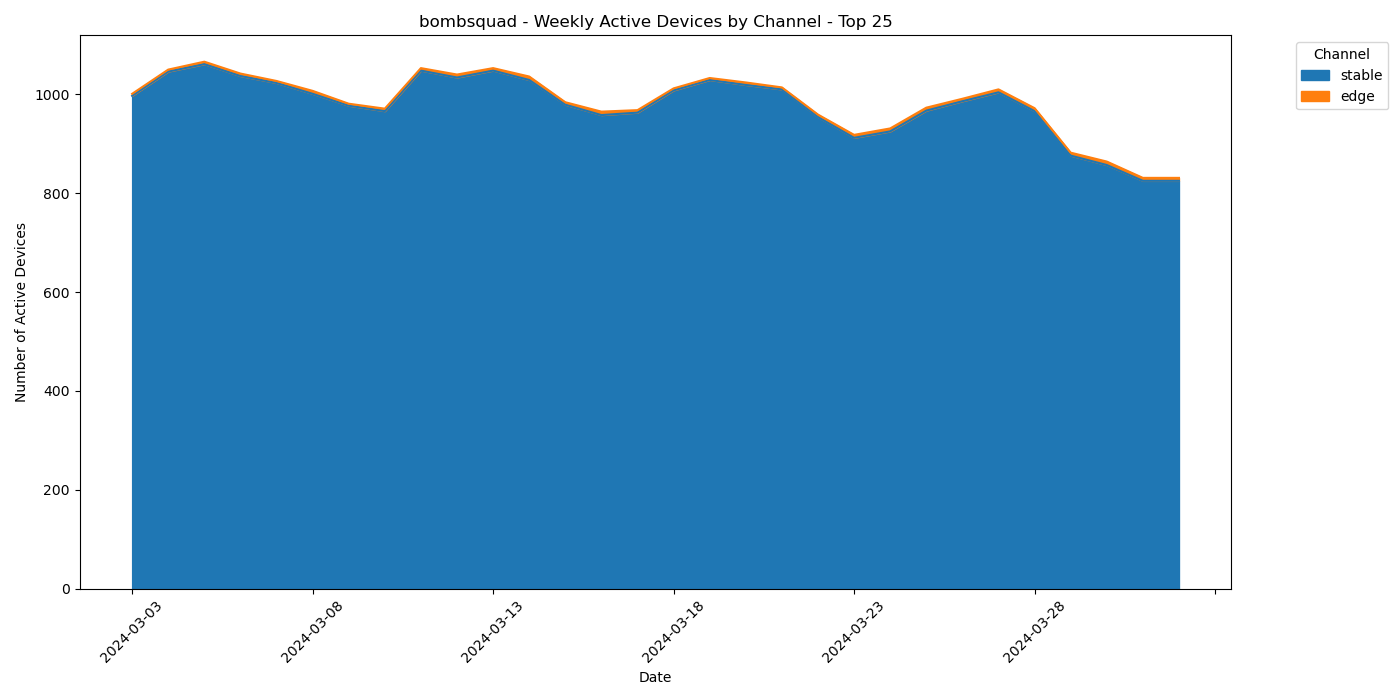 bombsquad - Weekly Active Devices by Channel - Top 25
Channel
stable
edge
Number of Active Devices
1000
800
600
400
200
0
2024-03-03
2024-03-08
2024-03-13
2024-03-18
2024-03-23
2024-03-28
Date